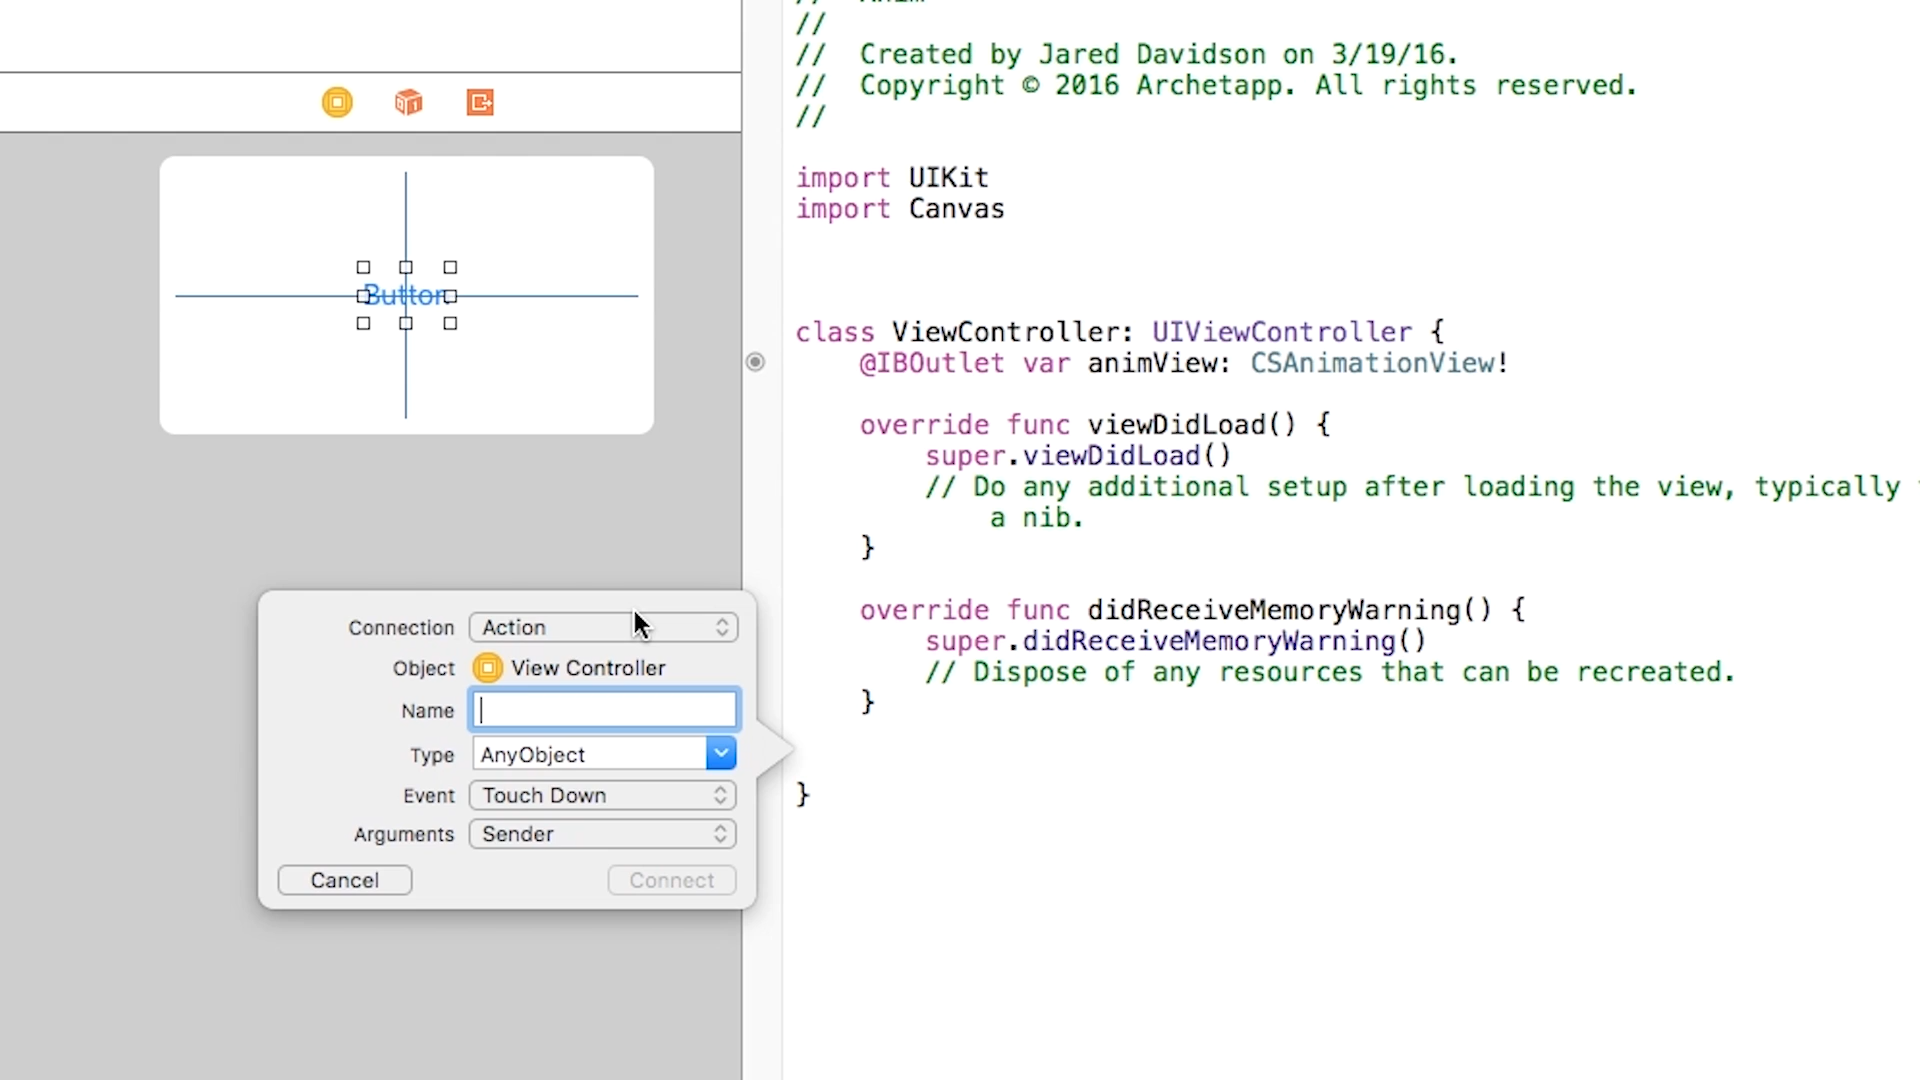 //
// Created by Jared Davidson on 3/19/16.
// Copyright © 2016 Archetapp. All rights reserved.
//
import UIKit
import Canvas
class ViewController: UIViewController {
@IBOutlet var animView: CSAnimationView!
override func viewDidLoad() {
super.viewDidLoad()
// Do any additional setup after loading the view, typically
a nib.
}
override func didReceiveMemoryWarning() {
super.didReceiveMemoryWarning()
// Dispose of any resources that can be recreated.
}
}
Button
Connection Action
Object View Controller
Name
Type AnyObject
Event Touch Down
Arguments Sender
Cancel Connect